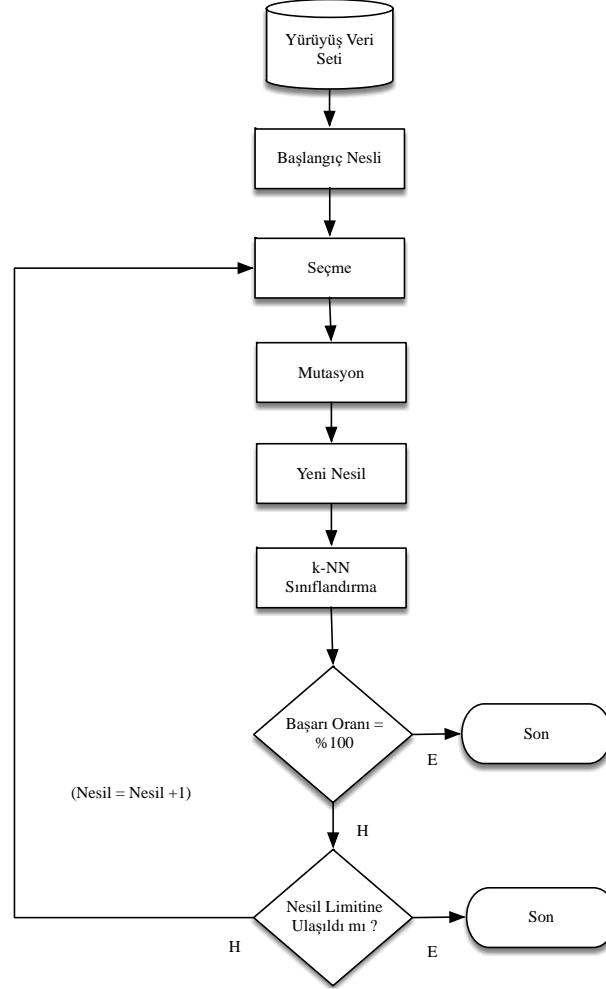 Yürüyüş Veri
Seti
Başlangıç Nesli
Seçme
Mutasyon
Yeni Nesil
k-NN
Sınıflandırma
Başarı Oranı =
%100
Son
E
(Nesil = Nesil +1)
H
Nesil Limitine
Ulaşıldı mı ?
Son
H
E